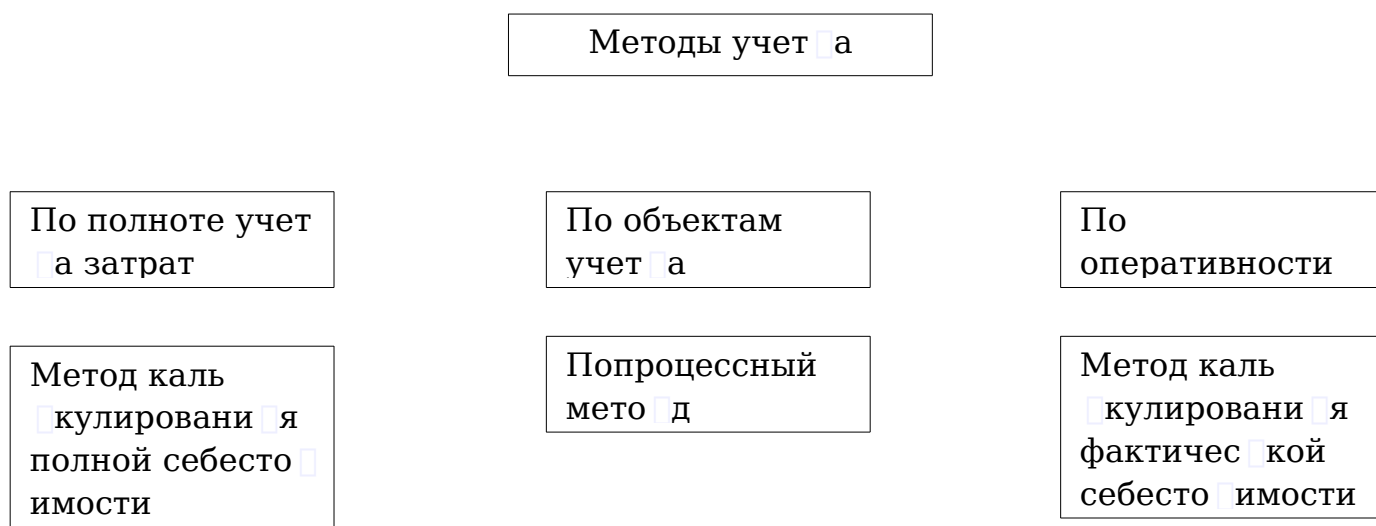 Методы учет а
По полноте учет
а затрат
По объектам
учет а
По
оперативности
Метод каль
кулировани я
полной себесто
имости
Попроцессный
мето д
Метод каль
кулировани я
фактичес кой
себесто имости